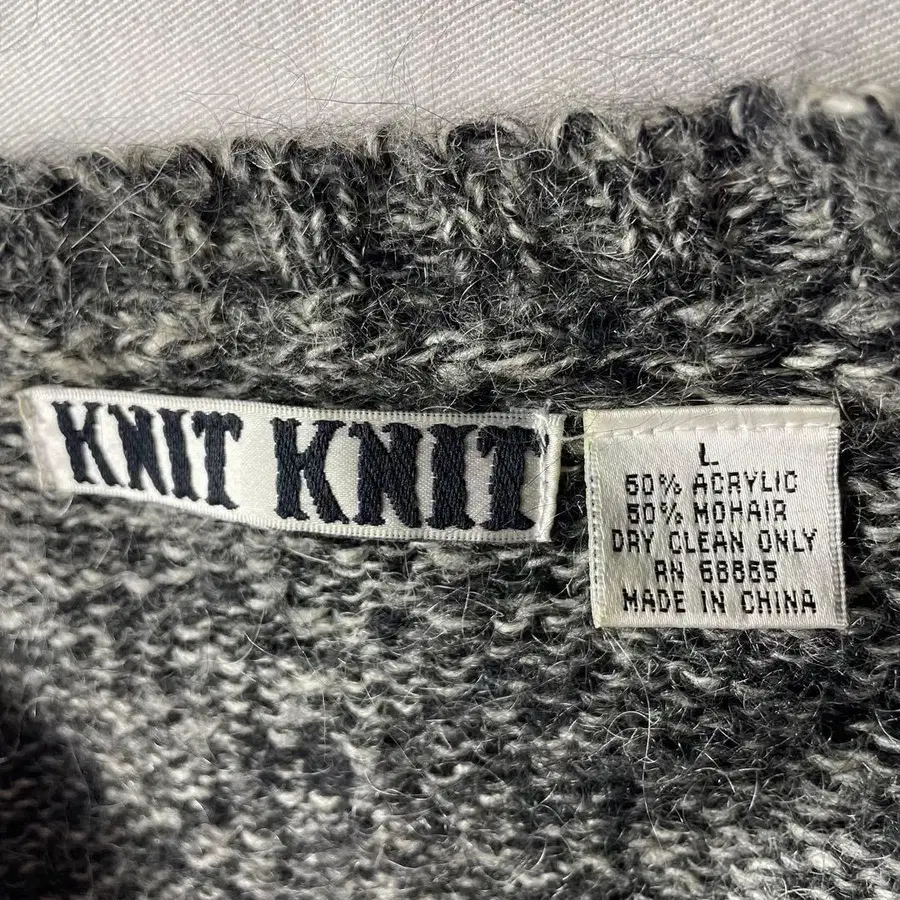 KNIT KNIT
L
50% ACRYLIC
50% MOHAIR
DRY CLEAN ONLY
RN 68865
MADE IN CHINA